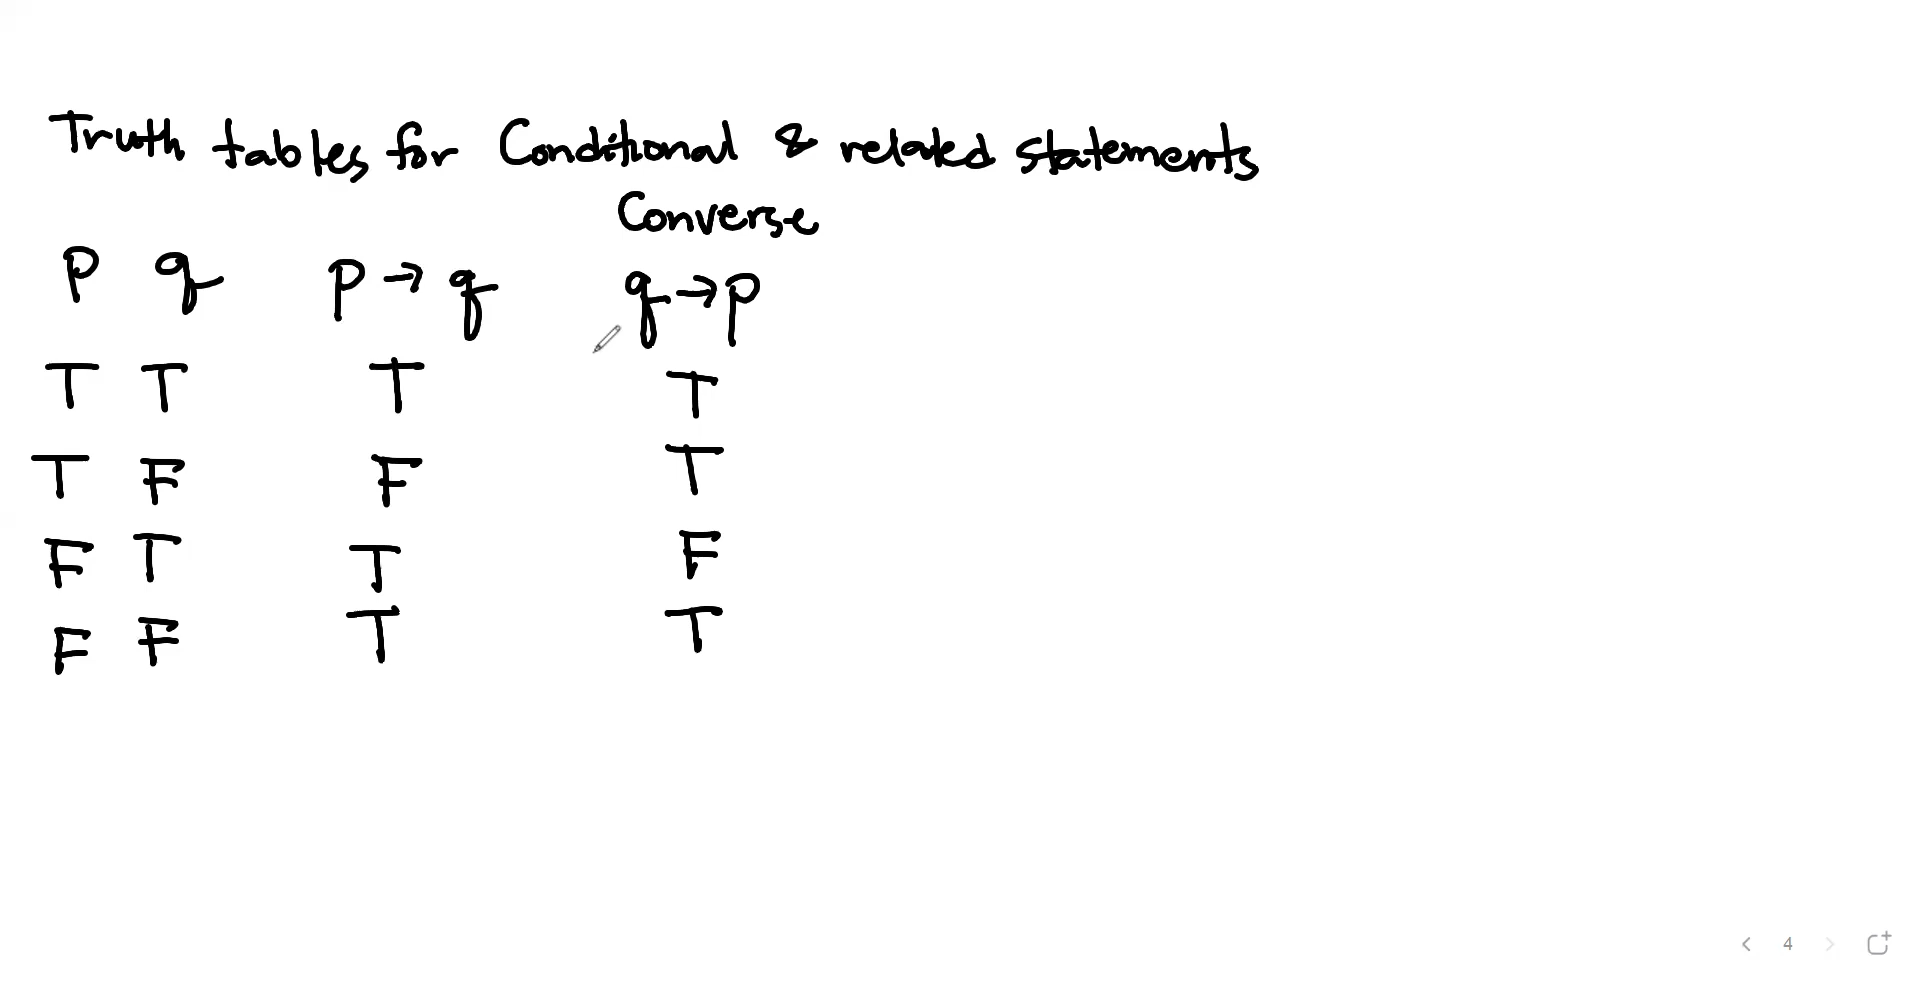 Truth tables for Conditional & related statements
Converse
p q p → q q → p
T T T T
T F F T
F T T F
F F T T
4